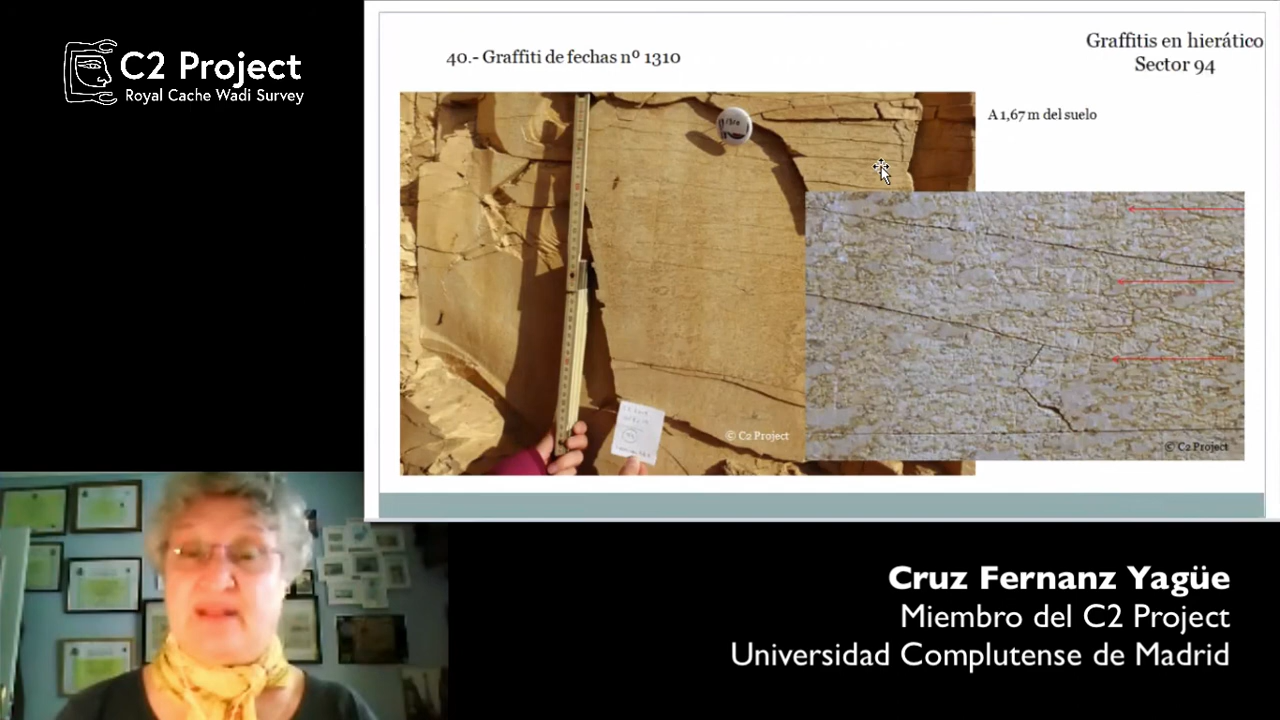 C2 Project
Royal Cache Wadi Survey
40.- Graffiti de fechas nº 1310
Graffitis en hierático
Sector 94
A 1,67 m del suelo
1310
© C2 Project
© C2 Project
Cruz Fernanz Yagüe
Miembro del C2 Project
Universidad Complutense de Madrid